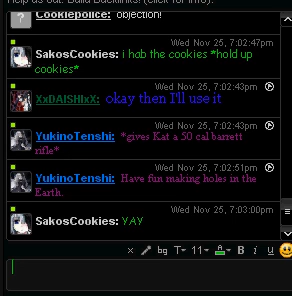 Help us out. Build Backlinks! (click for info).
Cookiepolice: objection!
Wed Nov 25, 7:02:47pm
SakosCookies: i hab the cookies *hold up
cookies*
Wed Nov 25, 7:02:43pm
XxDAISHIxX: okay then I'll use it
Wed Nov 25, 7:02:43pm
YukinoTenshi: *gives Kat a 50 cal barrett
rifle*
Wed Nov 25, 7:02:51pm
YukinoTenshi: Have fun making holes in the
Earth.
Wed Nov 25, 7:03:00pm
SakosCookies: YAY
bg T 11 A B i u